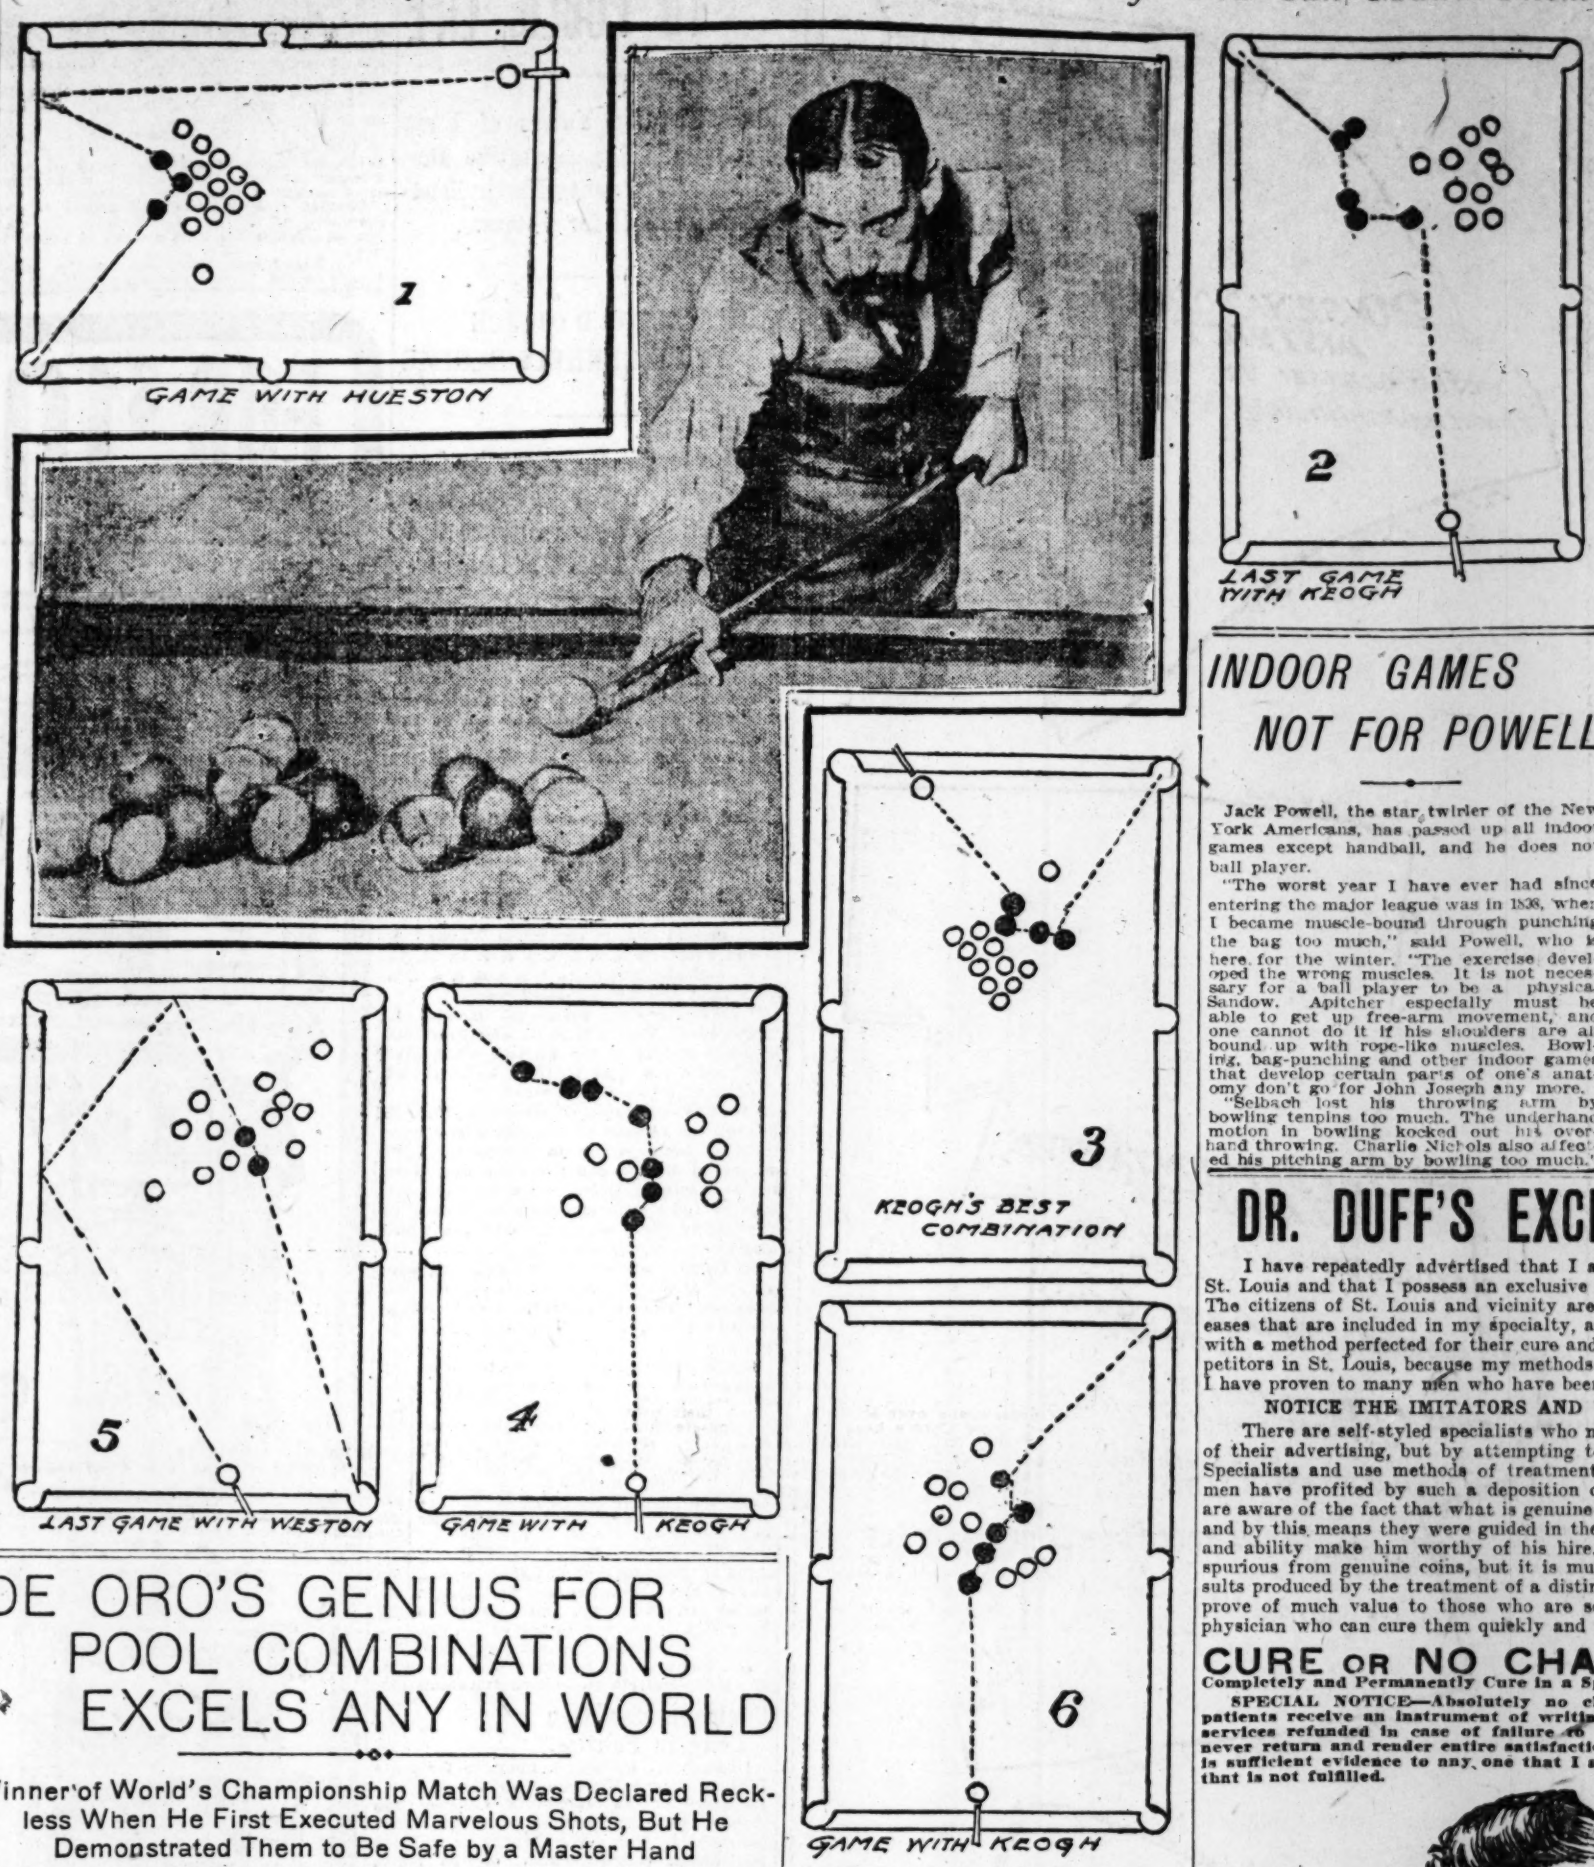 1
GAME WITH HUESTON
2
LAST GAME
WITH KEOGH
3
KEOGH'S BEST
COMBINATION
5
LAST GAME WITH WESTON
4
GAME WITH KEOGH
6
GAME WITH KEOGH
DE ORO'S GENIUS FOR
POOL COMBINATIONS
EXCELS ANY IN WORLD
inner of World's Championship Match Was Declared Reck-
less When He First Executed Marvelous Shots, But He
Demonstrated Them to Be Safe by a Master Hand
INDOOR GAMES
NOT FOR POWELL
Jack Powell, the star twirler of the New
York Americans, has passed up all indoo
games except handball, and he does no
ball player.
"The worst year I have ever had since
entering the major league was in 1898, when
I became muscle-bound through punching
the bag too much," said Powell, who is
here for the winter. "The exercise devel-
oped the wrong muscles. It is not neces-
sary for a ball player to be a physica
Sandow. Apitcher especially must be
able to get up free-arm movement, and
one cannot do it if his shoulders are al
bound up with rope-like muscles. Bowl-
ing, bag-punching and other indoor games
that develop certain parts of one's anat-
omy don't go for John Joseph any more.
"Selbach lost his throwing arm by
bowling tenpins too much. The underhand
motion in bowling kocked out his over-
hand throwing. Charlie Nichols also affect-
ed his pitching arm by bowling too much."
DR. DUFF'S EXC
I have repeatedly advertised that I a
St. Louis and that I possess an exclusive
The citizens of St. Louis and vicinity are
eases that are included in my specialty, a
with a method perfected for their cure and
petitors in St. Louis, because my methods
I have proven to many men who have been
NOTICE THE IMITATORS AND
There are self-styled specialists who m
of their advertising, but by attempting t
Specialists and use methods of treatment
men have profited by such a deposition o
are aware of the fact that what is genuine
and by this means they were guided in the
and ability make him worthy of his hire.
spurious from genuine coins, but it is mu
sults produced by the treatment of a distin
prove of much value to those who are s
physician who can cure them quickly and
CURE OR NO CHA
Completely and Permanently Cure in a S
SPECIAL NOTICE—Absolutely no c
patients receive an instrument of writin
services refunded in case of failure to
never return and render entire satisfacti
is sufficient evidence to any one that I a
that is not fulfilled.